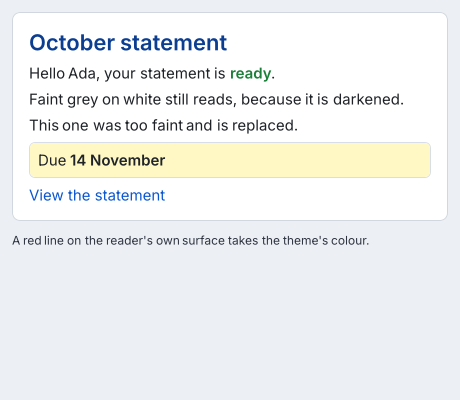 October statement
Hello Ada, your statement is ready.
Faint grey on white still reads, because it is darkened.
This one was too faint and is replaced.
Due 14 November
View the statement
A red line on the reader's own surface takes the theme's colour.